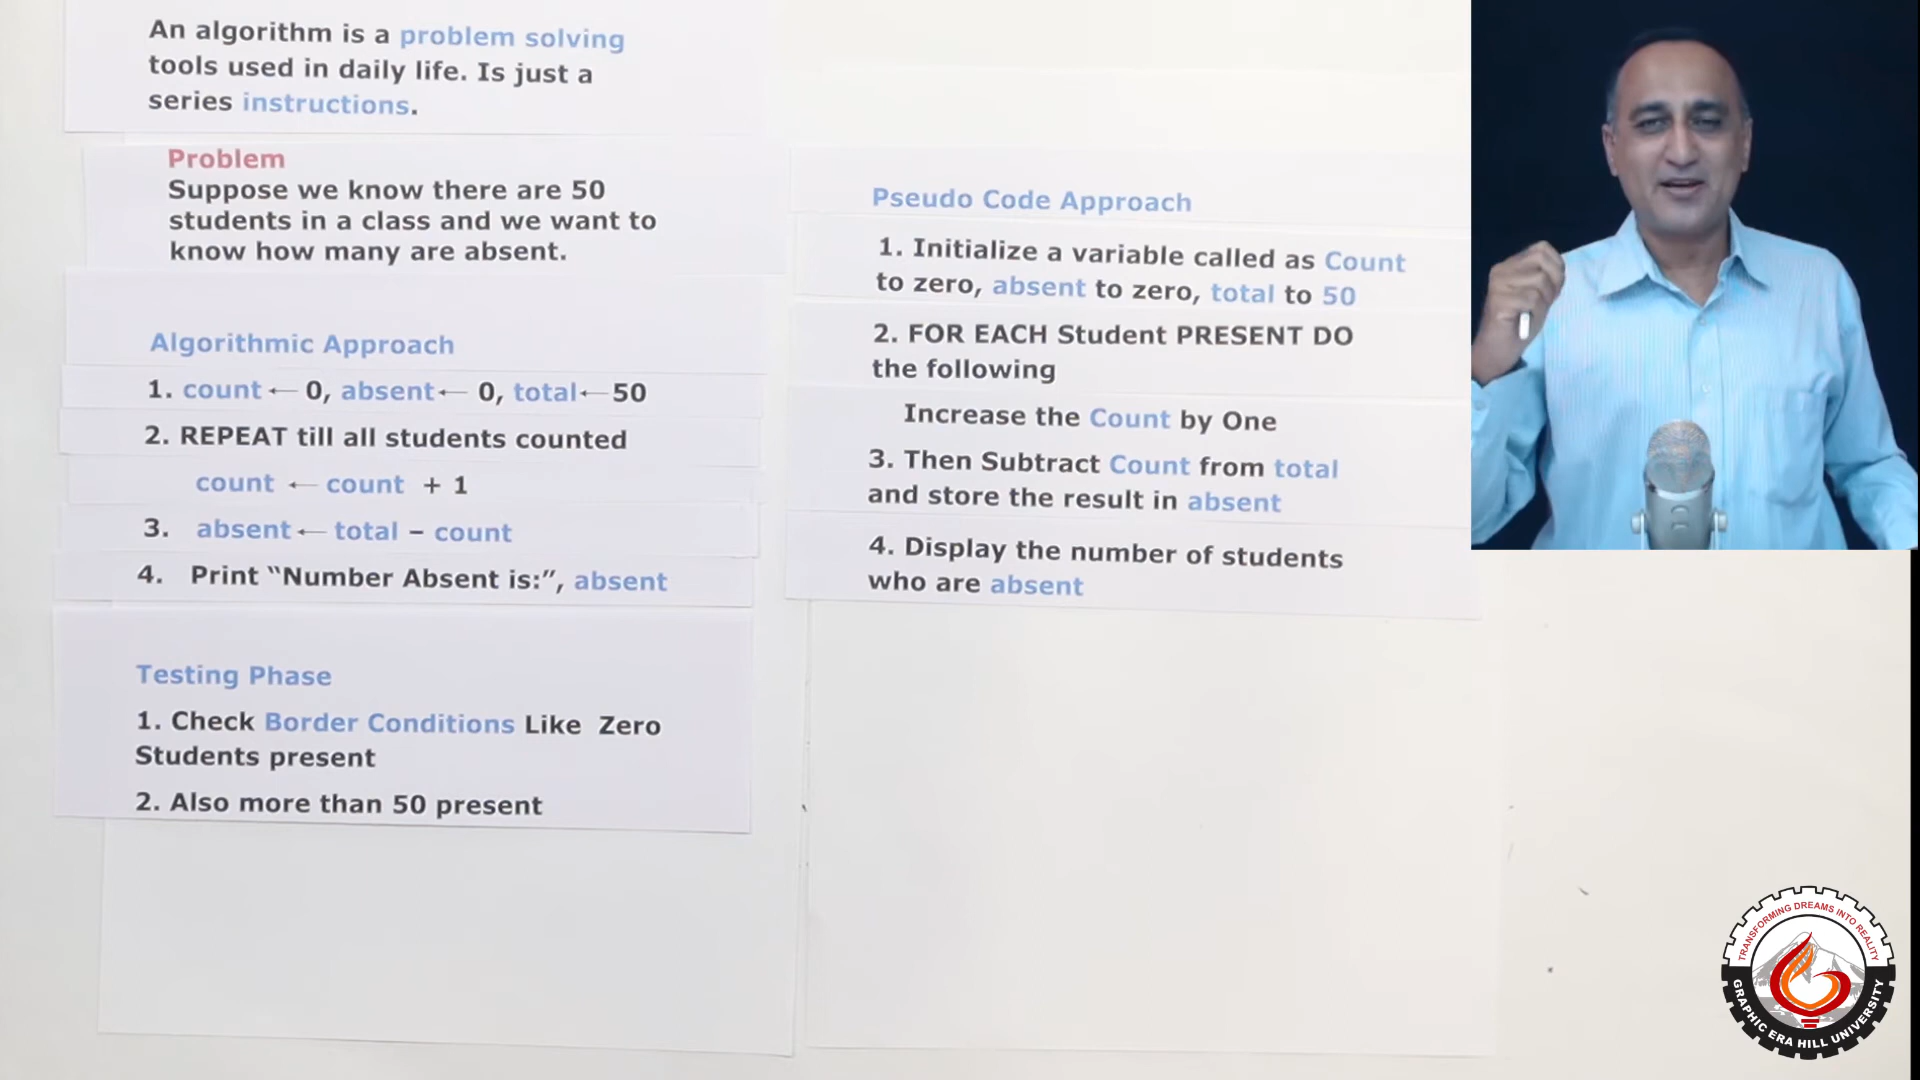 An algorithm is a problem solving
tools used in daily life. Is just a
series instructions.
Problem
Suppose we know there are 50
students in a class and we want to
know how many are absent.
Algorithmic Approach
1. count ← 0, absent← 0, total←50
2. REPEAT till all students counted
count ← count + 1
3. absent← total – count
4. Print “Number Absent is:”, absent
Testing Phase
1. Check Border Conditions Like Zero
Students present
2. Also more than 50 present
Pseudo Code Approach
1. Initialize a variable called as Count
to zero, absent to zero, total to 50
2. FOR EACH Student PRESENT DO
the following
Increase the Count by One
3. Then Subtract Count from total
and store the result in absent
4. Display the number of students
who are absent
TRANSFORMING DREAMS INTO REALITY
GRAPHIC ERA HILL UNIVERSITY